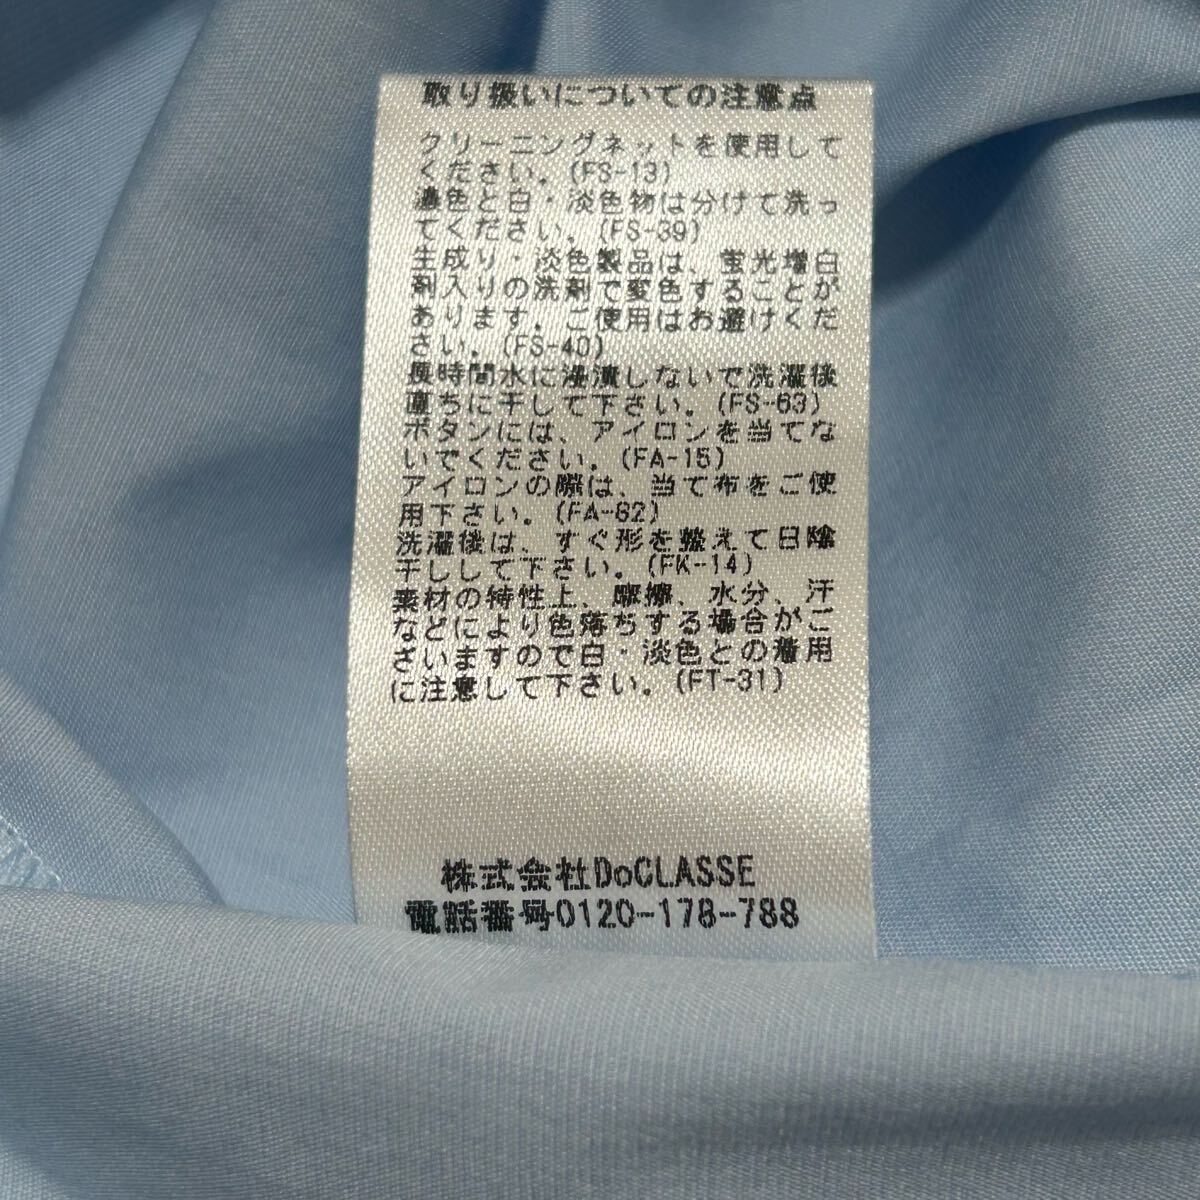 取り扱いについての注意点
クリーニングネットを使用して
ください。(FS-13)
濃色と白・淡色物は分けて洗っ
てください。(FS-39)
生成り・淡色製品は、蛍光増白
剤入りの洗剤で変色することが
あります。ご使用はお避けくだ
さい。(FS-40)
長時間水に浸漬しないで洗濯後
直ちに干して下さい。(FS-63)
ボタンには、アイロンを当てな
いでください。(FA-15)
アイロンの際は、当て布をご使
用下さい。(FA-82)
洗濯後は、すぐ形を整えて日陰
干しして下さい。(FK-14)
素材の特性上、摩擦、水分、汗
などにより色落ちする場合がご
ざいますので白・淡色との着用
に注意して下さい。(FT-31)
株式会社DoCLASSE
電話番号0120-178-788